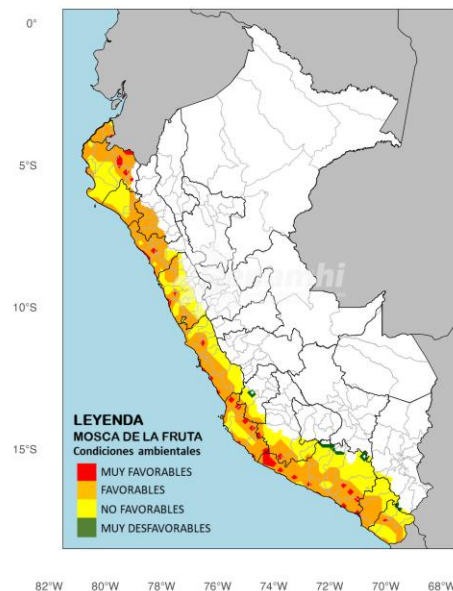 0°
5°S
10°S
15°S
LEYENDA
MOSCA DE LA FRUTA
Condiciones ambientales
MUY FAVORABLES
FAVORABLES
NO FAVORABLES
MUY DESFAVORABLES
82°W 80°W 78°W 76°W 74°W 72°W 70°W 68°W